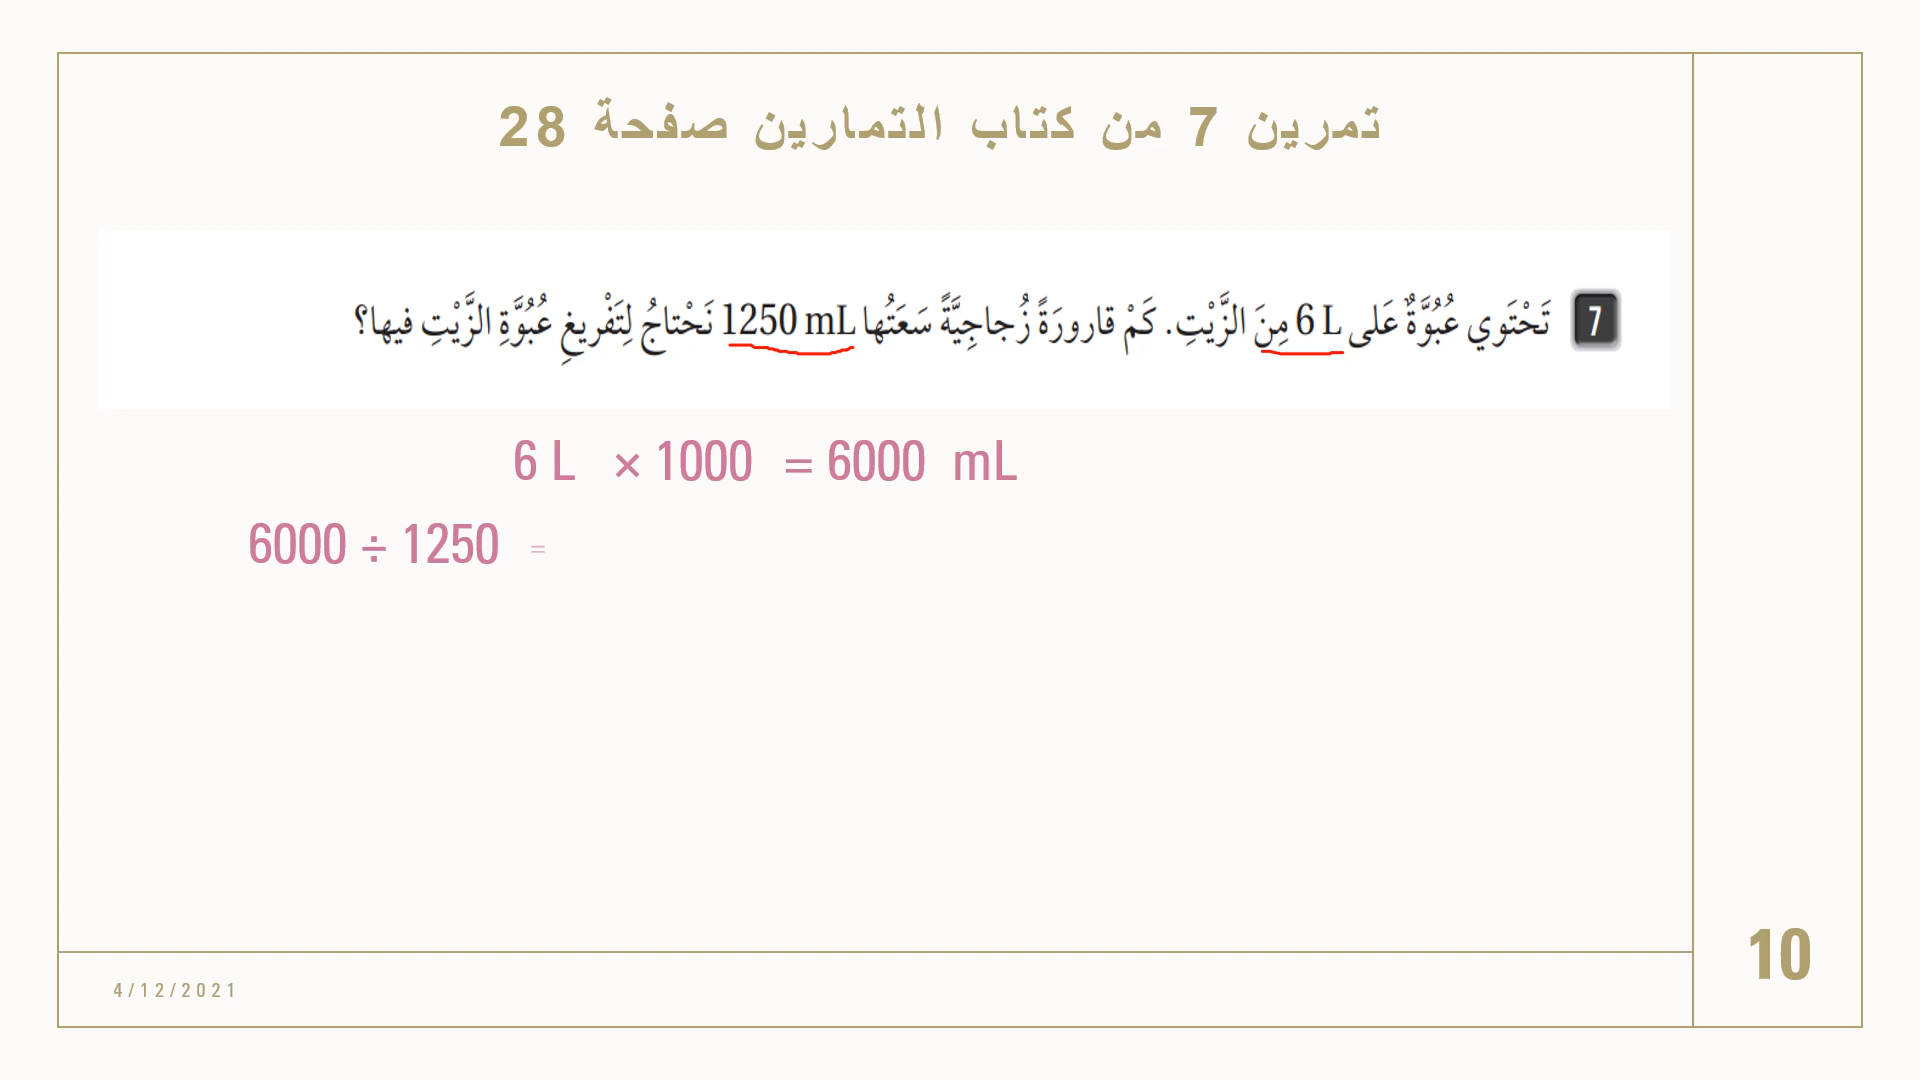 تمرين 7 من كتاب التمارين صفحة 28
7 تَحْتَوي عُبُوَّةٌ عَلى 6 L مِنَ الزَّيْتِ. كَمْ قارورَةً زُجاجِيَّةً سَعَتُها 1250 mL نَحْتاجُ لِتَفْريغِ عُبُوَّةِ الزَّيْتِ فيها؟
6 L × 1000 = 6000 mL
6000 ÷ 1250 =
10
4/12/2021